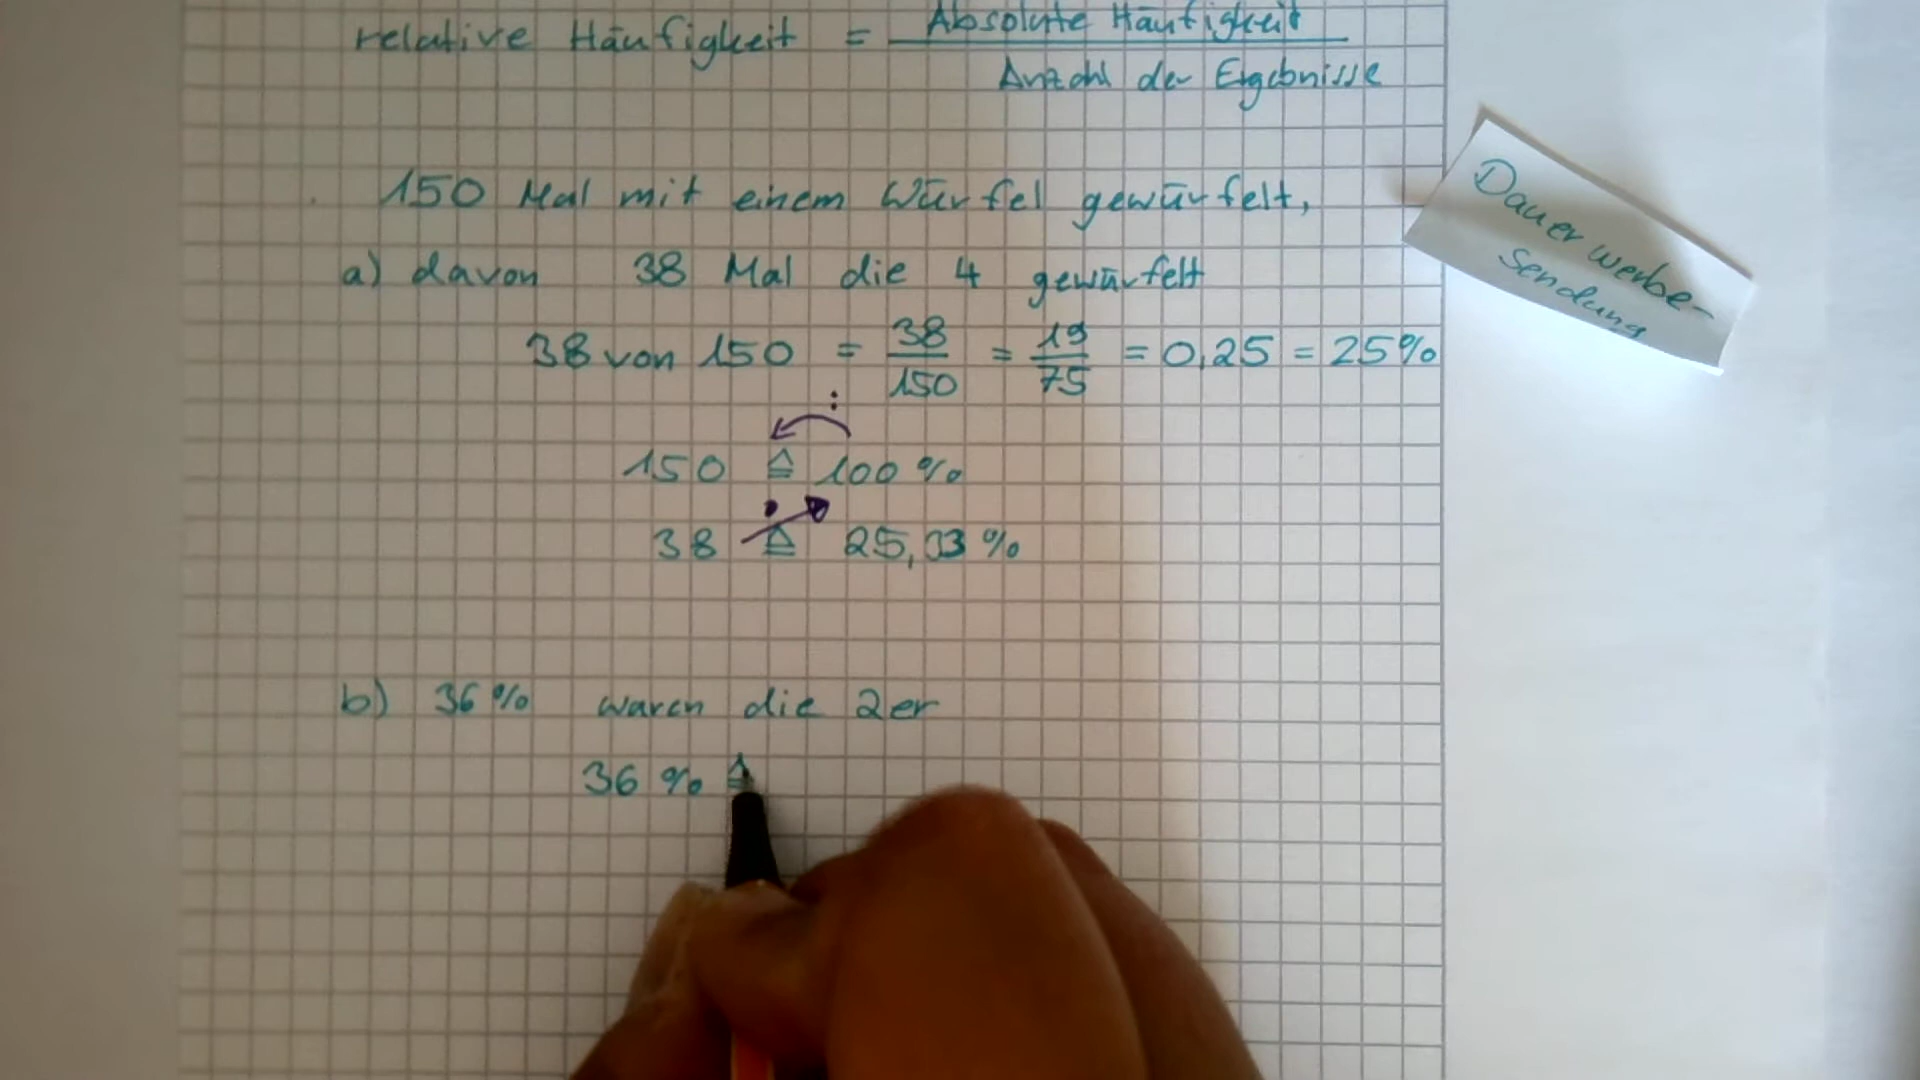 relative Häufigkeit = Absolute Häufigkeit
Anzahl der Ergebnisse
150 Mal mit einem Würfel gewürfelt,
a) davon 38 Mal die 4 gewürfelt
38 von 150 = 38/150 = 19/75 = 0,25 = 25%
:
150 ≙ 100 %
•
38 ≙ 25,33 %
b) 36% waren die 2er
36 % ≙
Dauerwerbe-
sendung